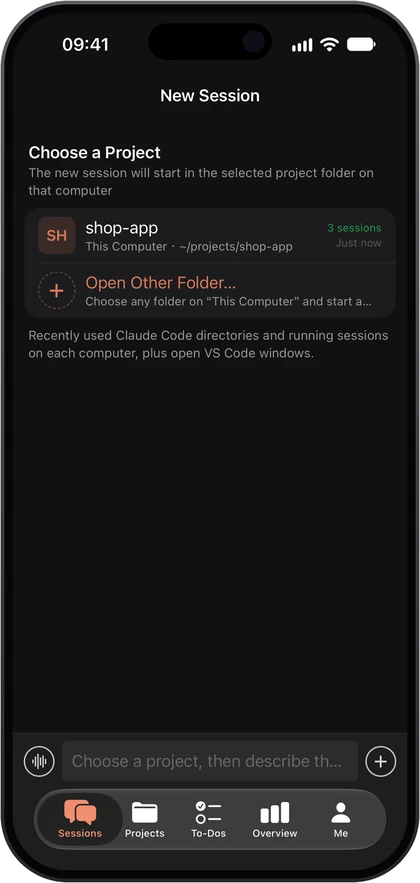 09:41
New Session
Choose a Project
The new session will start in the selected project folder on
that computer
SH
shop-app
3 sessions
This Computer · ~/projects/shop-app
Just now
Open Other Folder...
Choose any folder on “This Computer” and start a...
Recently used Claude Code directories and running sessions
on each computer, plus open VS Code windows.
Choose a project, then describe th...
Sessions
Projects
To-Dos
Overview
Me